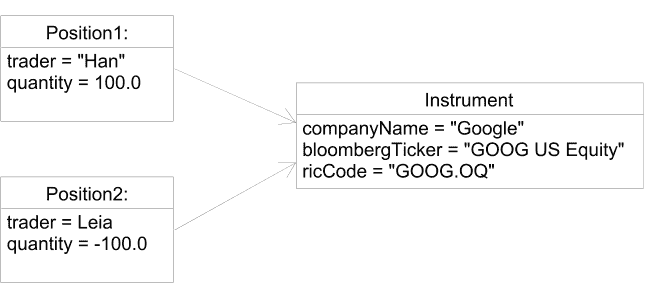 Position1:
trader = "Han"
quantity = 100.0
Instrument
companyName = "Google"
bloombergTicker = "GOOG US Equity"
ricCode = "GOOG.OQ"
Position2:
trader = Leia
quantity = -100.0